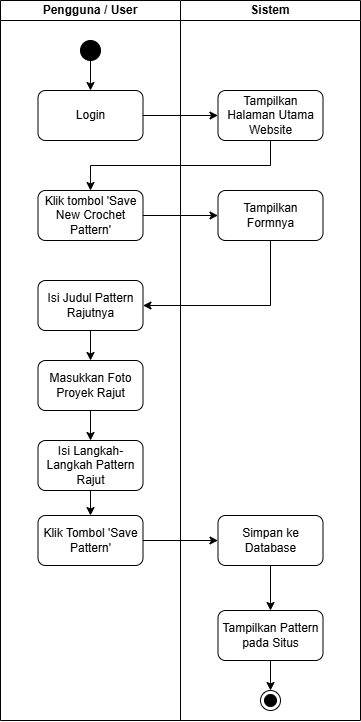 Pengguna / User
Sistem
Login
Tampilkan
Halaman Utama
Website
Klik tombol 'Save
New Crochet
Pattern'
Tampilkan
Formnya
Isi Judul Pattern
Rajutnya
Masukkan Foto
Proyek Rajut
Isi Langkah-
Langkah Pattern
Rajut
Klik Tombol 'Save
Pattern'
Simpan ke
Database
Tampilkan Pattern
pada Situs